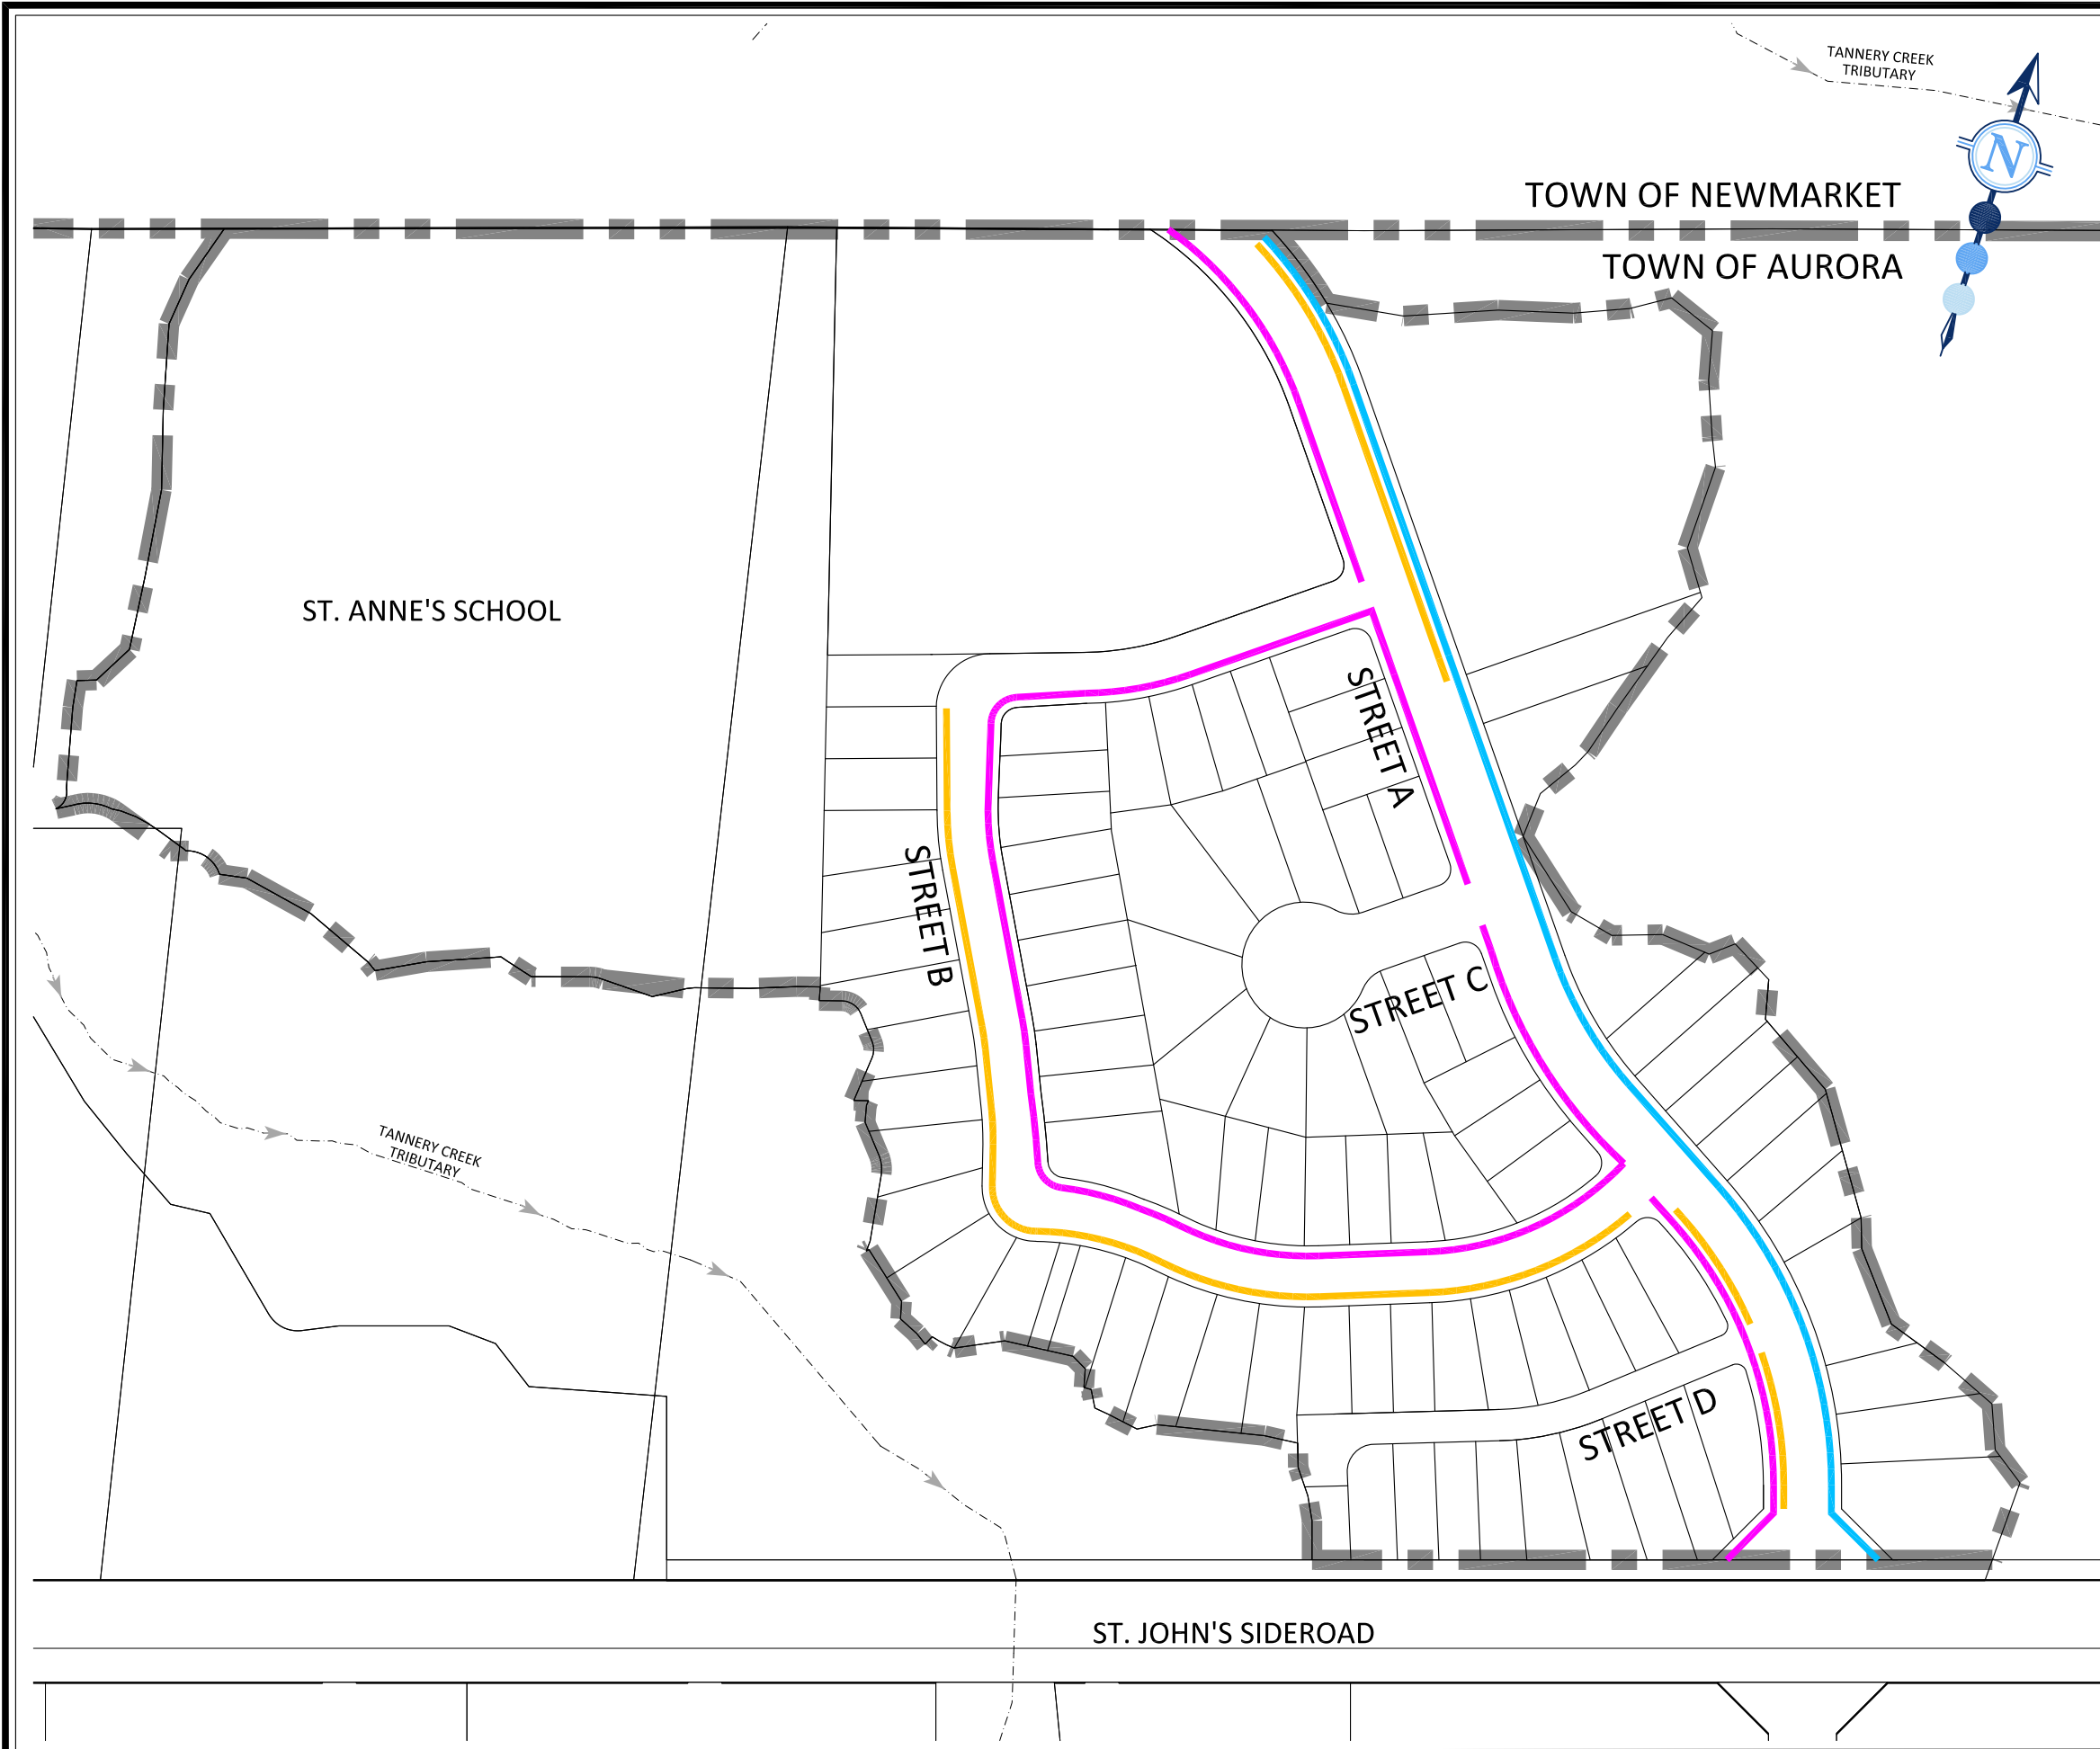 TANNERY CREEK
TRIBUTARY
N
TOWN OF NEWMARKET
TOWN OF AURORA
ST. ANNE'S SCHOOL
STREET A
STREET B
STREET C
TANNERY CREEK
TRIBUTARY
STREET D
ST. JOHN'S SIDEROAD